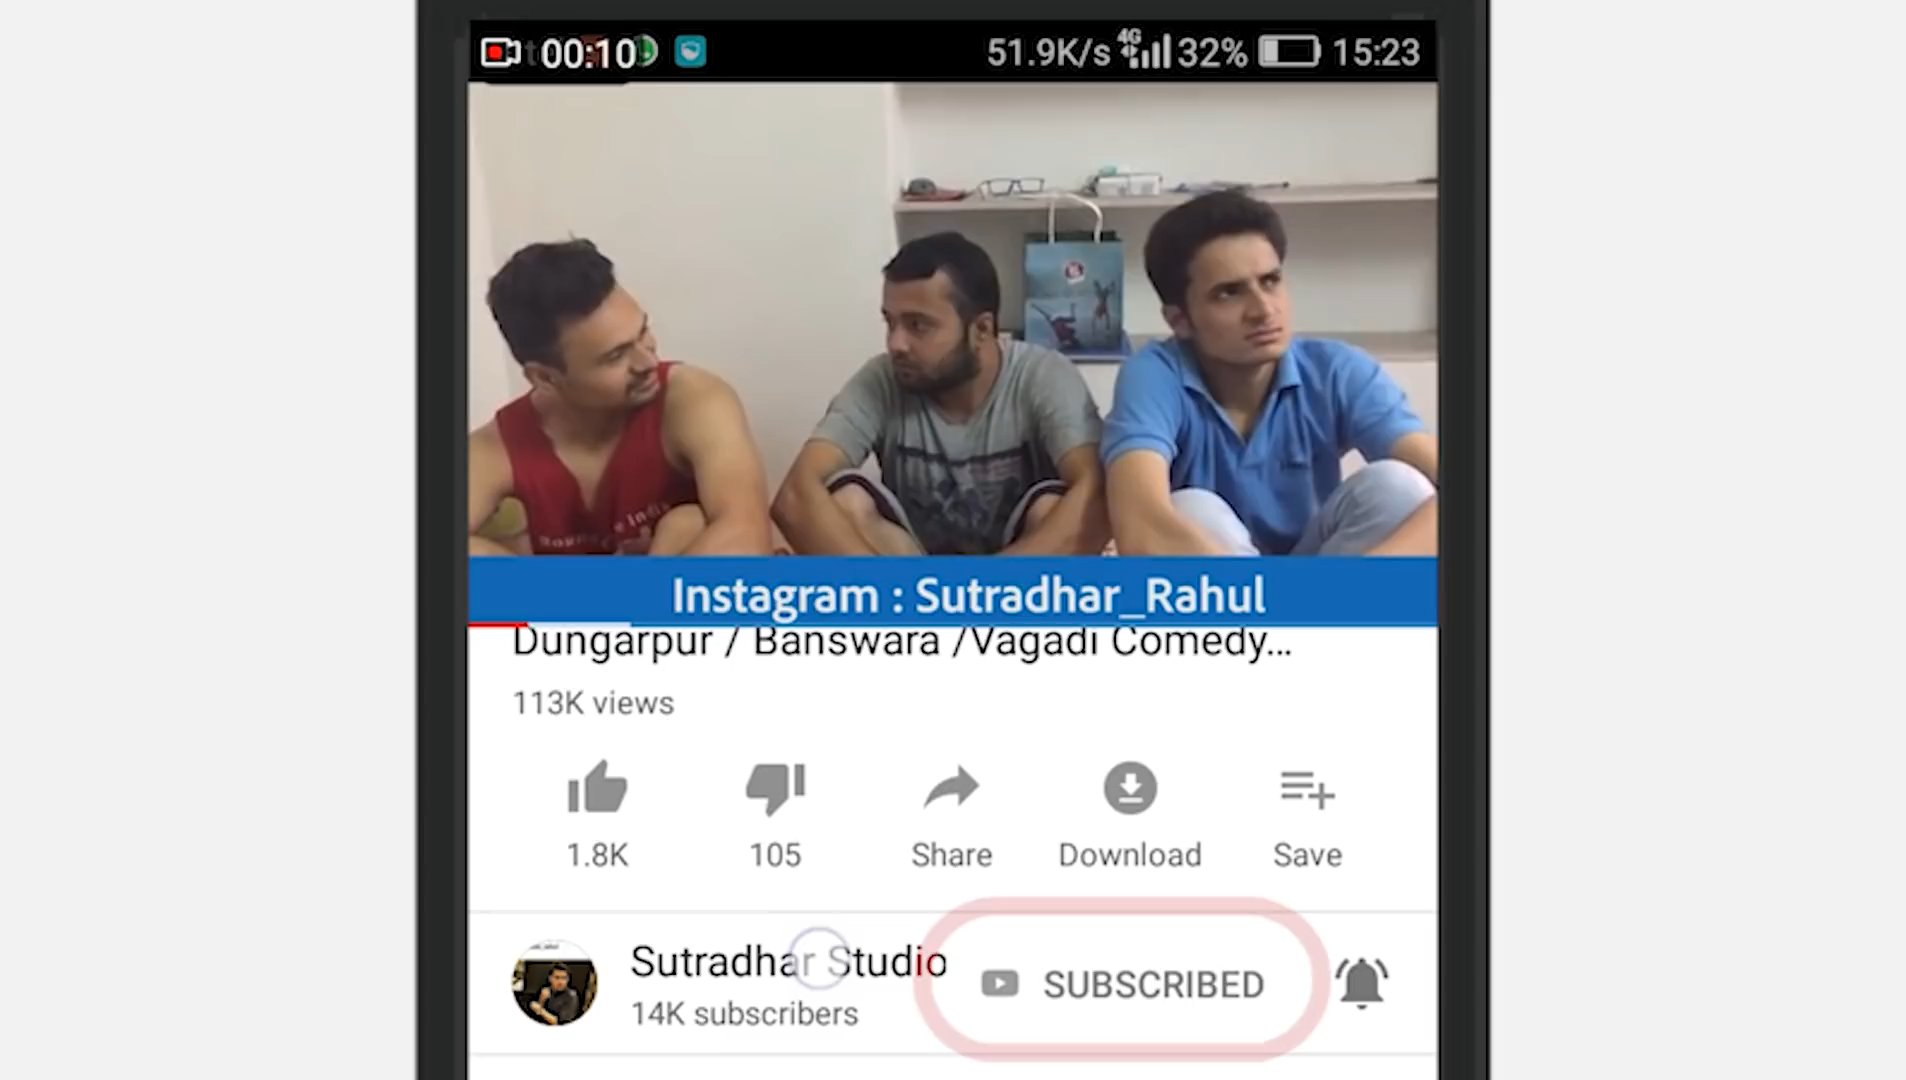 00:10
51.9K/s 4G 32% 15:23
Instagram : Sutradhar_Rahul
Dungarpur / Banswara /Vagadi Comedy...
113K views
1.8K
105
Share
Download
Save
Sutradhar Studio
SUBSCRIBED
14K subscribers